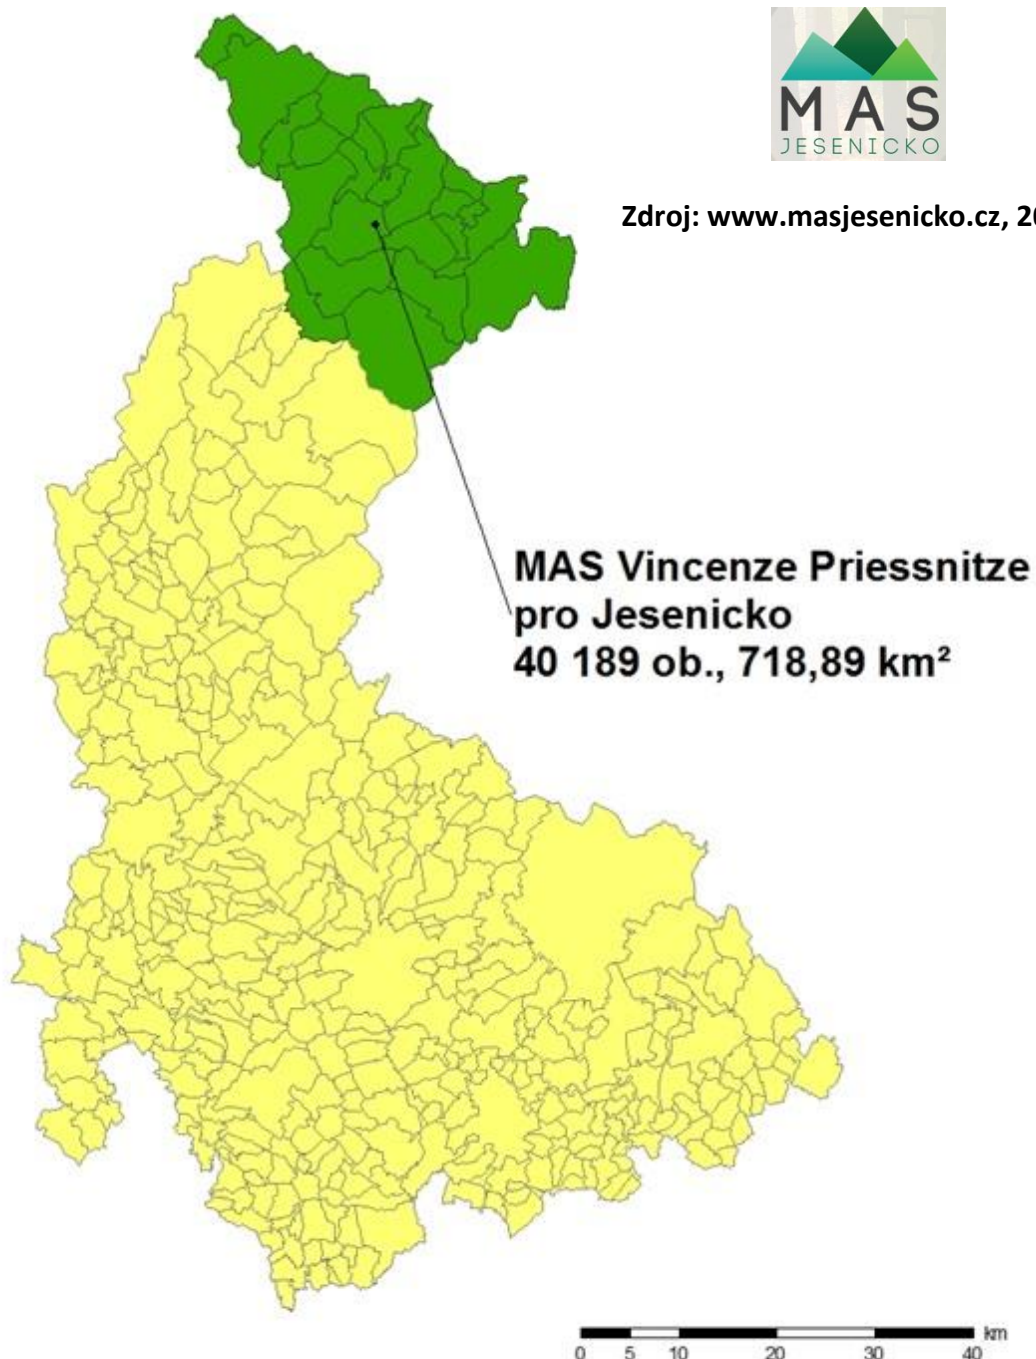 MAS
JESENICKO
Zdroj: www.masjesenicko.cz,
MAS Vincenze Priessnitze
pro Jesenicko
40 189 ob., 718,89 km²
km
0 5 10 20 30 40